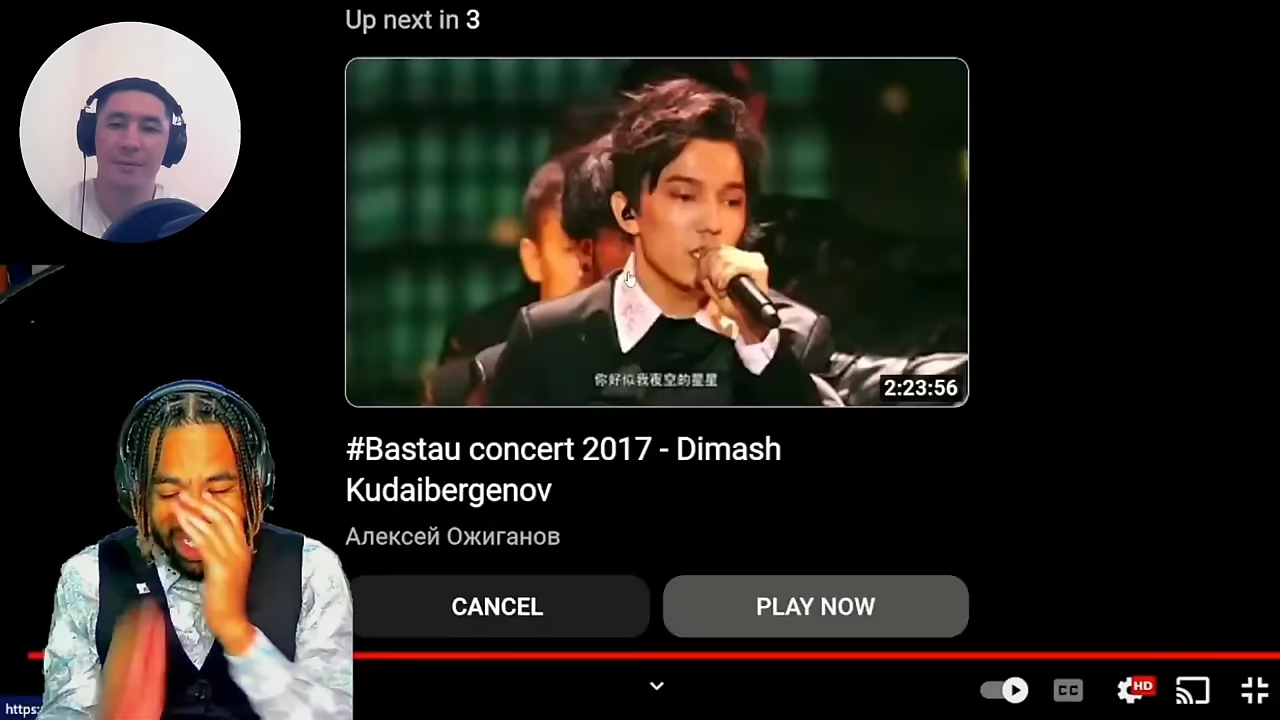 Up next in 3
你好似我夜空的星星
2:23:56
#Bastau concert 2017 - Dimash
Kudaibergenov
Алексей Ожиганов
CANCEL
PLAY NOW
CC
HD
https: